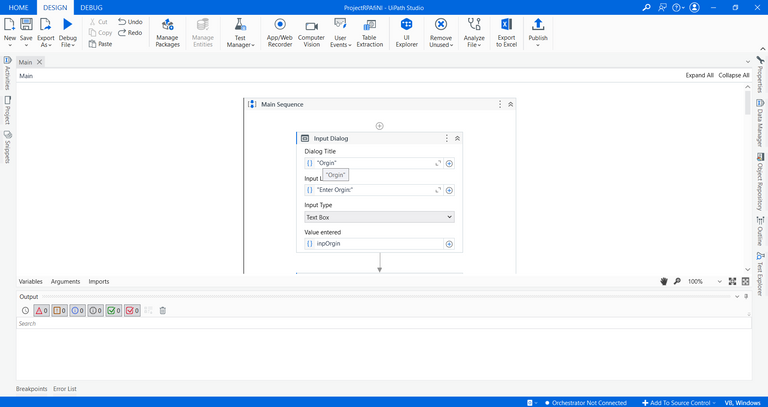 ProjectRPAfINI - UiPath Studio
HOME DESIGN DEBUG
New Save Export As Debug File
Cut Copy Paste Undo Redo
Manage Packages
Manage Entities
Test Manager
App/Web Recorder
Computer Vision
User Events
Table Extraction
UI Explorer
Remove Unused
Analyze File
Export to Excel
Publish
Main
Main
Expand All Collapse All
Activities
Project
Snippets
Properties
Data Manager
Object Repository
Outline
Test Explorer
Main Sequence
Input Dialog
Dialog Title
"Orgin"
Input L
"Orgin"
"Enter Orgin:"
Input Type
Text Box
Value entered
inpOrgin
Variables Arguments Imports
100%
Output
0 0 0 0 0 0
Search
Breakpoints Error List
Orchestrator Not Connected
Add To Source Control
VB, Windows